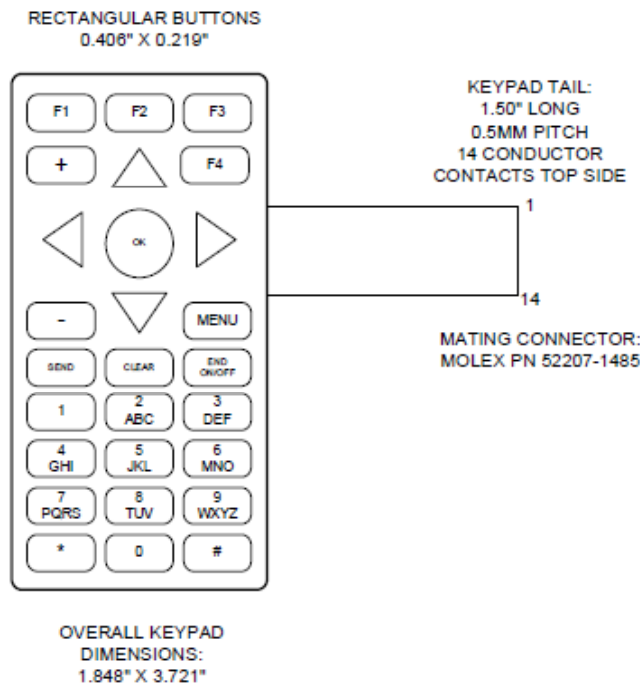 RECTANGULAR BUTTONS
0.406" X 0.219"
KEYPAD TAIL:
1.50" LONG
0.5MM PITCH
14 CONDUCTOR
CONTACTS TOP SIDE
F1
F2
F3
+
F4
OK
1
14
-
MENU
MATING CONNECTOR:
MOLEX PN 52207-1485
SEND
CLEAR
END
ON/OFF
1
2
ABC
3
DEF
4
GHI
5
JKL
6
MNO
7
PQRS
8
TUV
9
WXYZ
*
0
#
OVERALL KEYPAD
DIMENSIONS:
1.848" X 3.721"